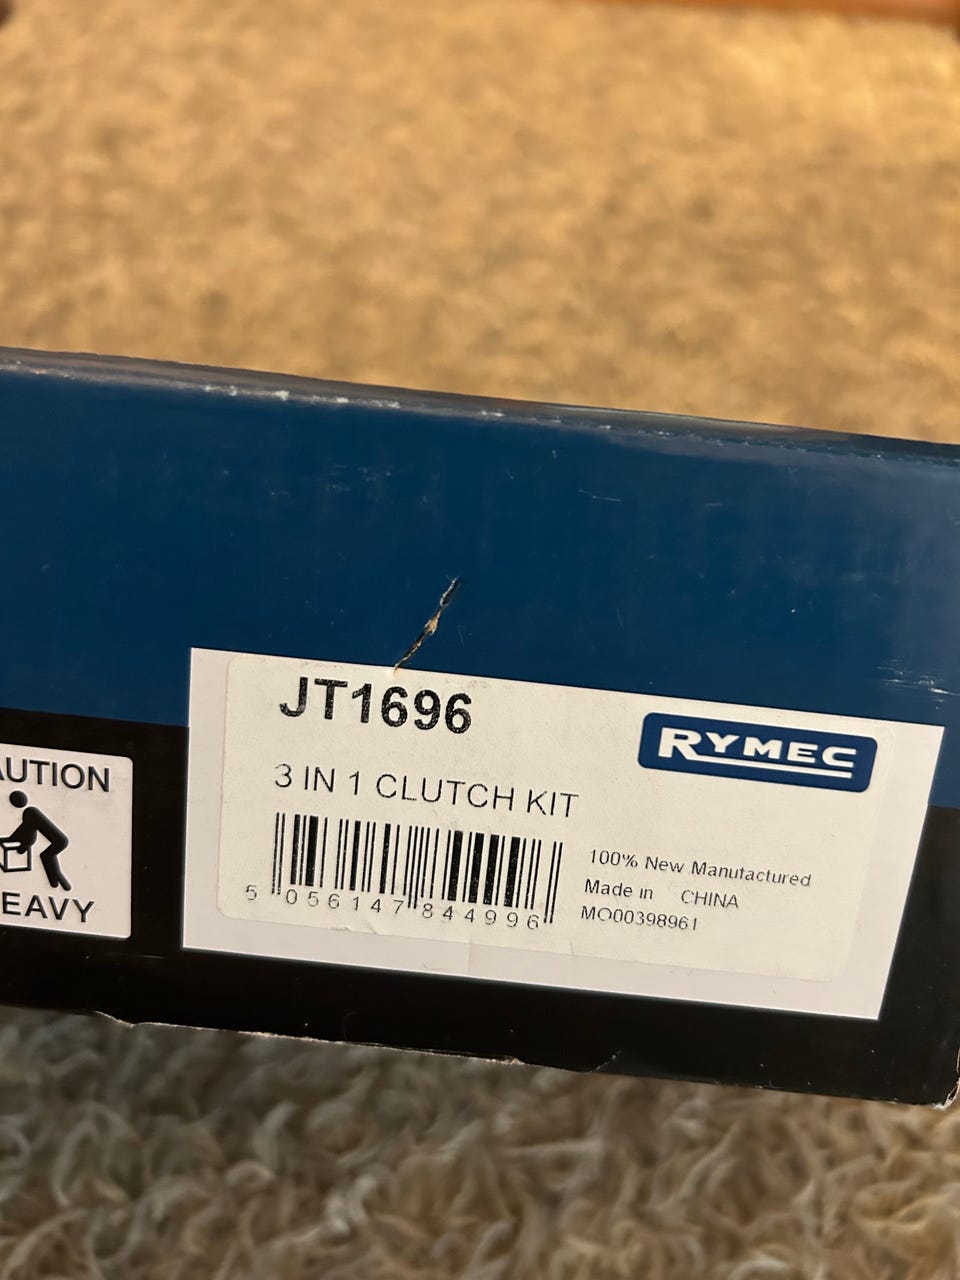 JT1696
RYMEC
3 IN 1 CLUTCH KIT
5 056147 844996
100% New Manufactured
Made in CHINA
MO00398961
AUTION
EAVY